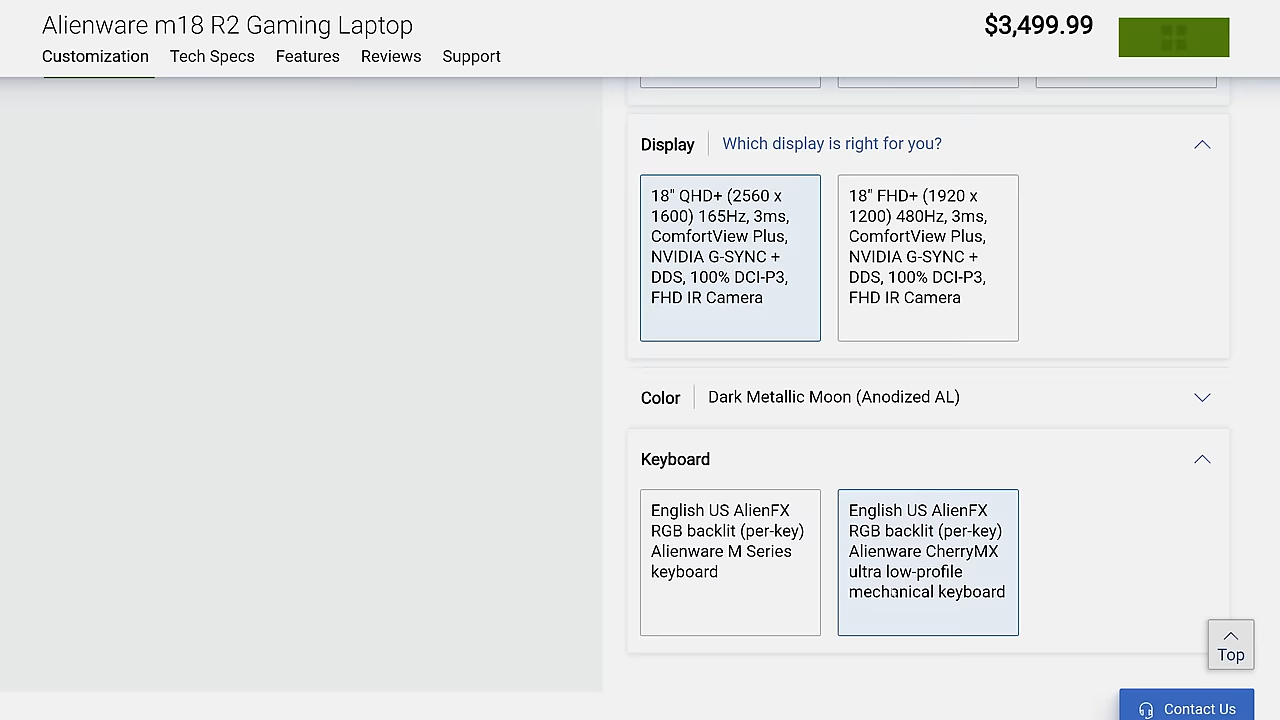 Alienware m18 R2 Gaming Laptop
$3,499.99
Customization Tech Specs Features Reviews Support
Display Which display is right for you?
18" QHD+ (2560 x
1600) 165Hz, 3ms,
ComfortView Plus,
NVIDIA G-SYNC +
DDS, 100% DCI-P3,
FHD IR Camera
18" FHD+ (1920 x
1200) 480Hz, 3ms,
ComfortView Plus,
NVIDIA G-SYNC +
DDS, 100% DCI-P3,
FHD IR Camera
Color Dark Metallic Moon (Anodized AL)
Keyboard
English US AlienFX
RGB backlit (per-key)
Alienware M Series
keyboard
English US AlienFX
RGB backlit (per-key)
Alienware CherryMX
ultra low-profile
mechanical keyboard
Top
Contact Us